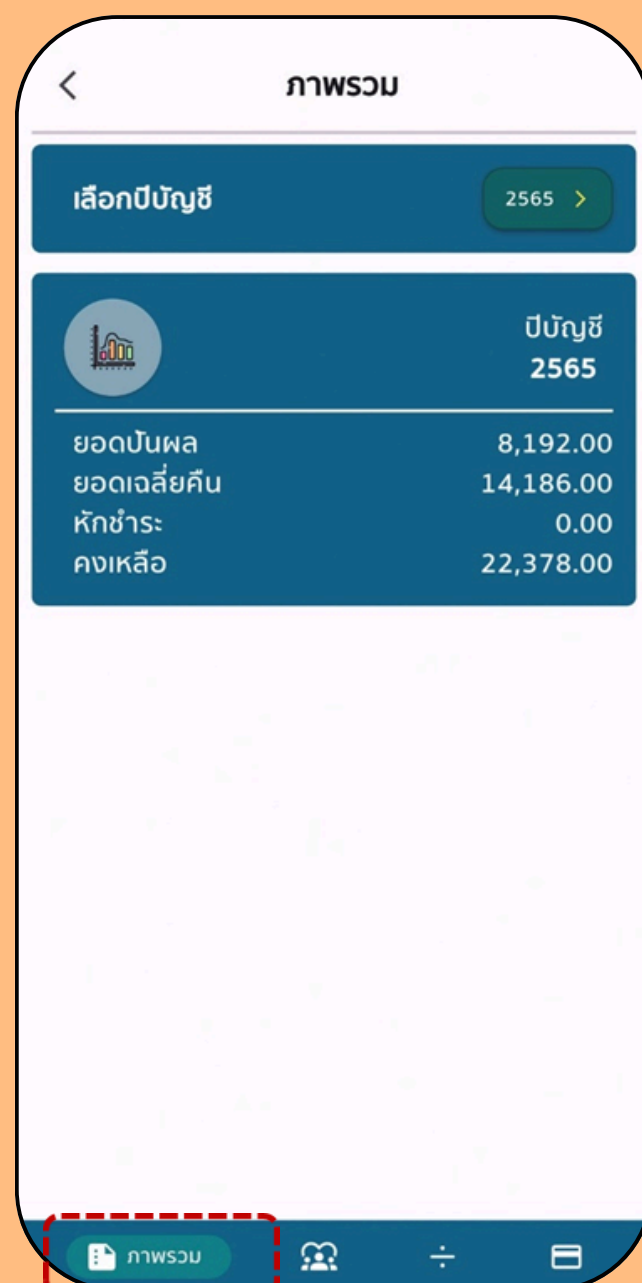 ภาพรวม
เลือกปีบัญชี 2565
ปีบัญชี
2565
ยอดปันผล 8,192.00
ยอดเฉลี่ยคืน 14,186.00
หักชำระ 0.00
คงเหลือ 22,378.00
ภาพรวม